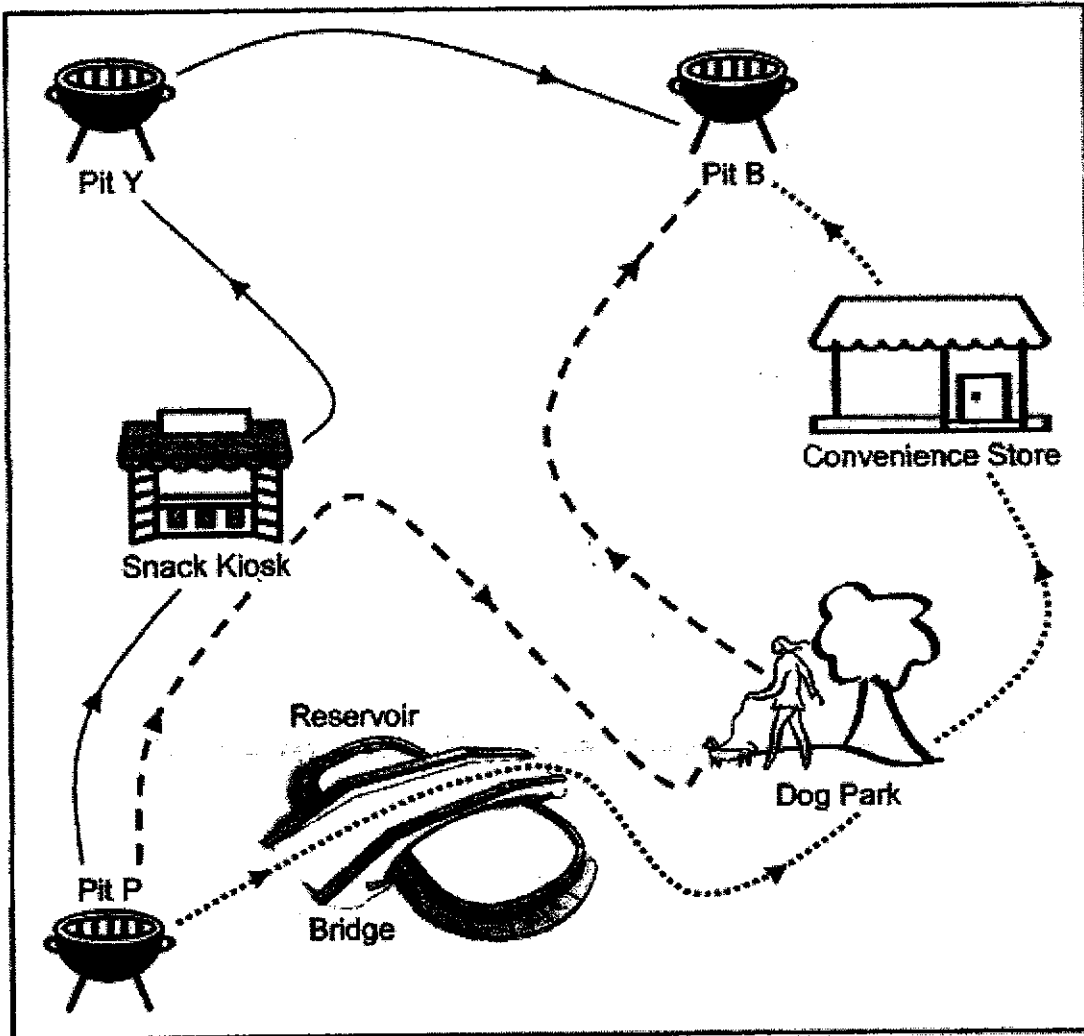 Pit Y
Pit B
Convenience Store
Snack Kiosk
Reservoir
Dog Park
Pit P
Bridge